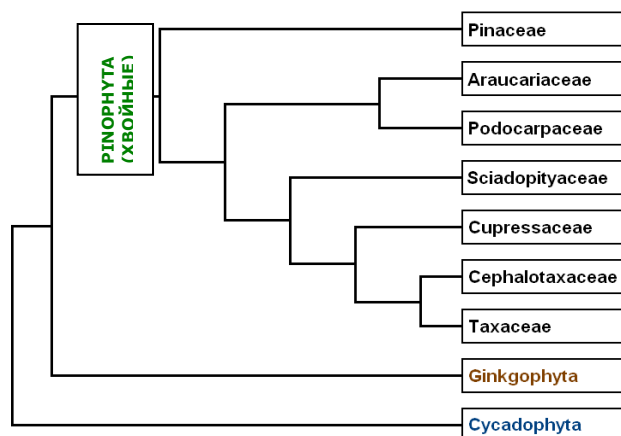 PINOPHYTA
(ХВОЙНЫЕ)
Pinaceae
Araucariaceae
Podocarpaceae
Sciadopityaceae
Cupressaceae
Cephalotaxaceae
Taxaceae
Ginkgophyta
Cycadophyta